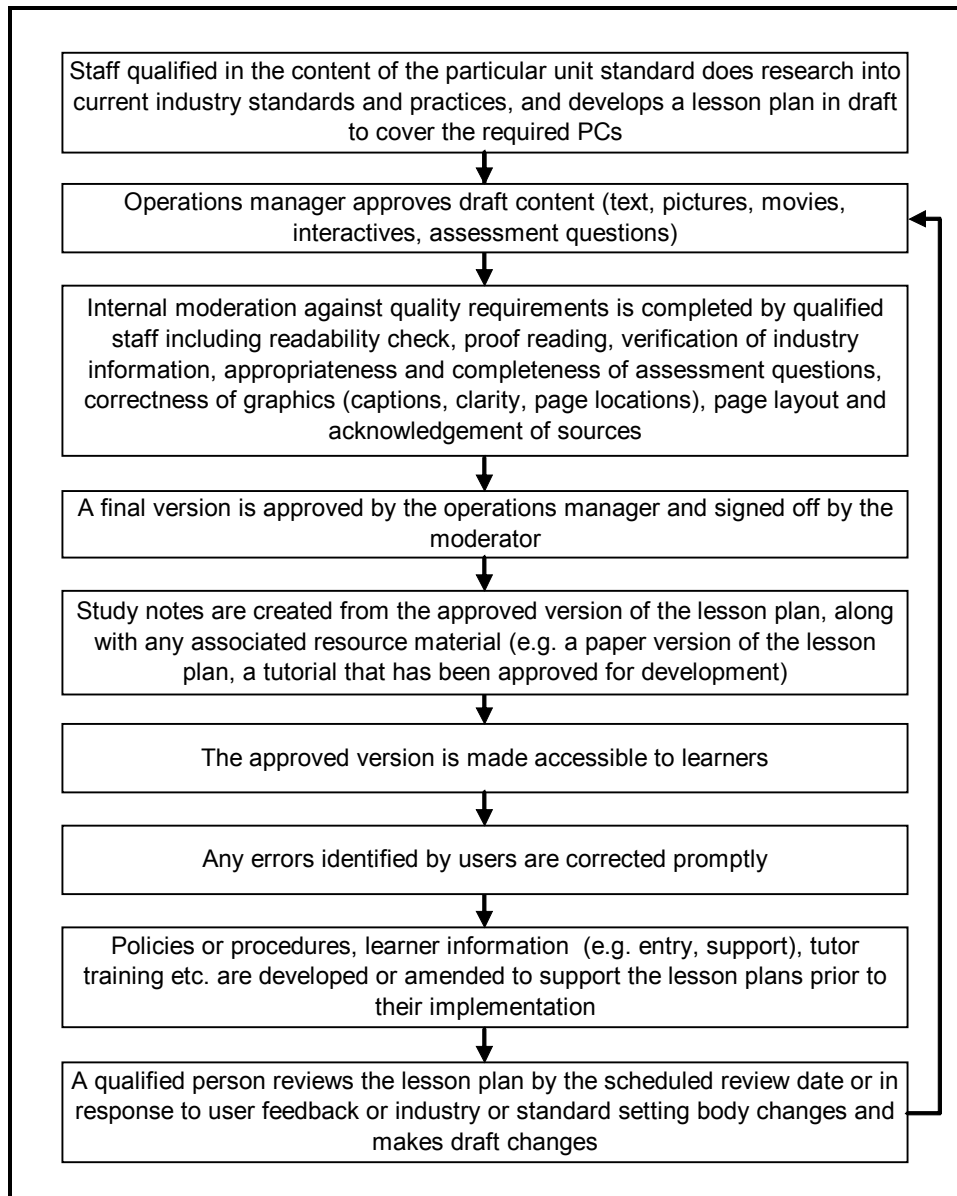 Staff qualified in the content of the particular unit standard does research into
current industry standards and practices, and develops a lesson plan in draft
to cover the required PCs
Operations manager approves draft content (text, pictures, movies,
interactives, assessment questions)
Internal moderation against quality requirements is completed by qualified
staff including readability check, proof reading, verification of industry
information, appropriateness and completeness of assessment questions,
correctness of graphics (captions, clarity, page locations), page layout and
acknowledgement of sources
A final version is approved by the operations manager and signed off by the
moderator
Study notes are created from the approved version of the lesson plan, along
with any associated resource material (e.g. a paper version of the lesson
plan, a tutorial that has been approved for development)
The approved version is made accessible to learners
Any errors identified by users are corrected promptly
Policies or procedures, learner information (e.g. entry, support), tutor
training etc. are developed or amended to support the lesson plans prior to
their implementation
A qualified person reviews the lesson plan by the scheduled review date or in
response to user feedback or industry or standard setting body changes and
makes draft changes